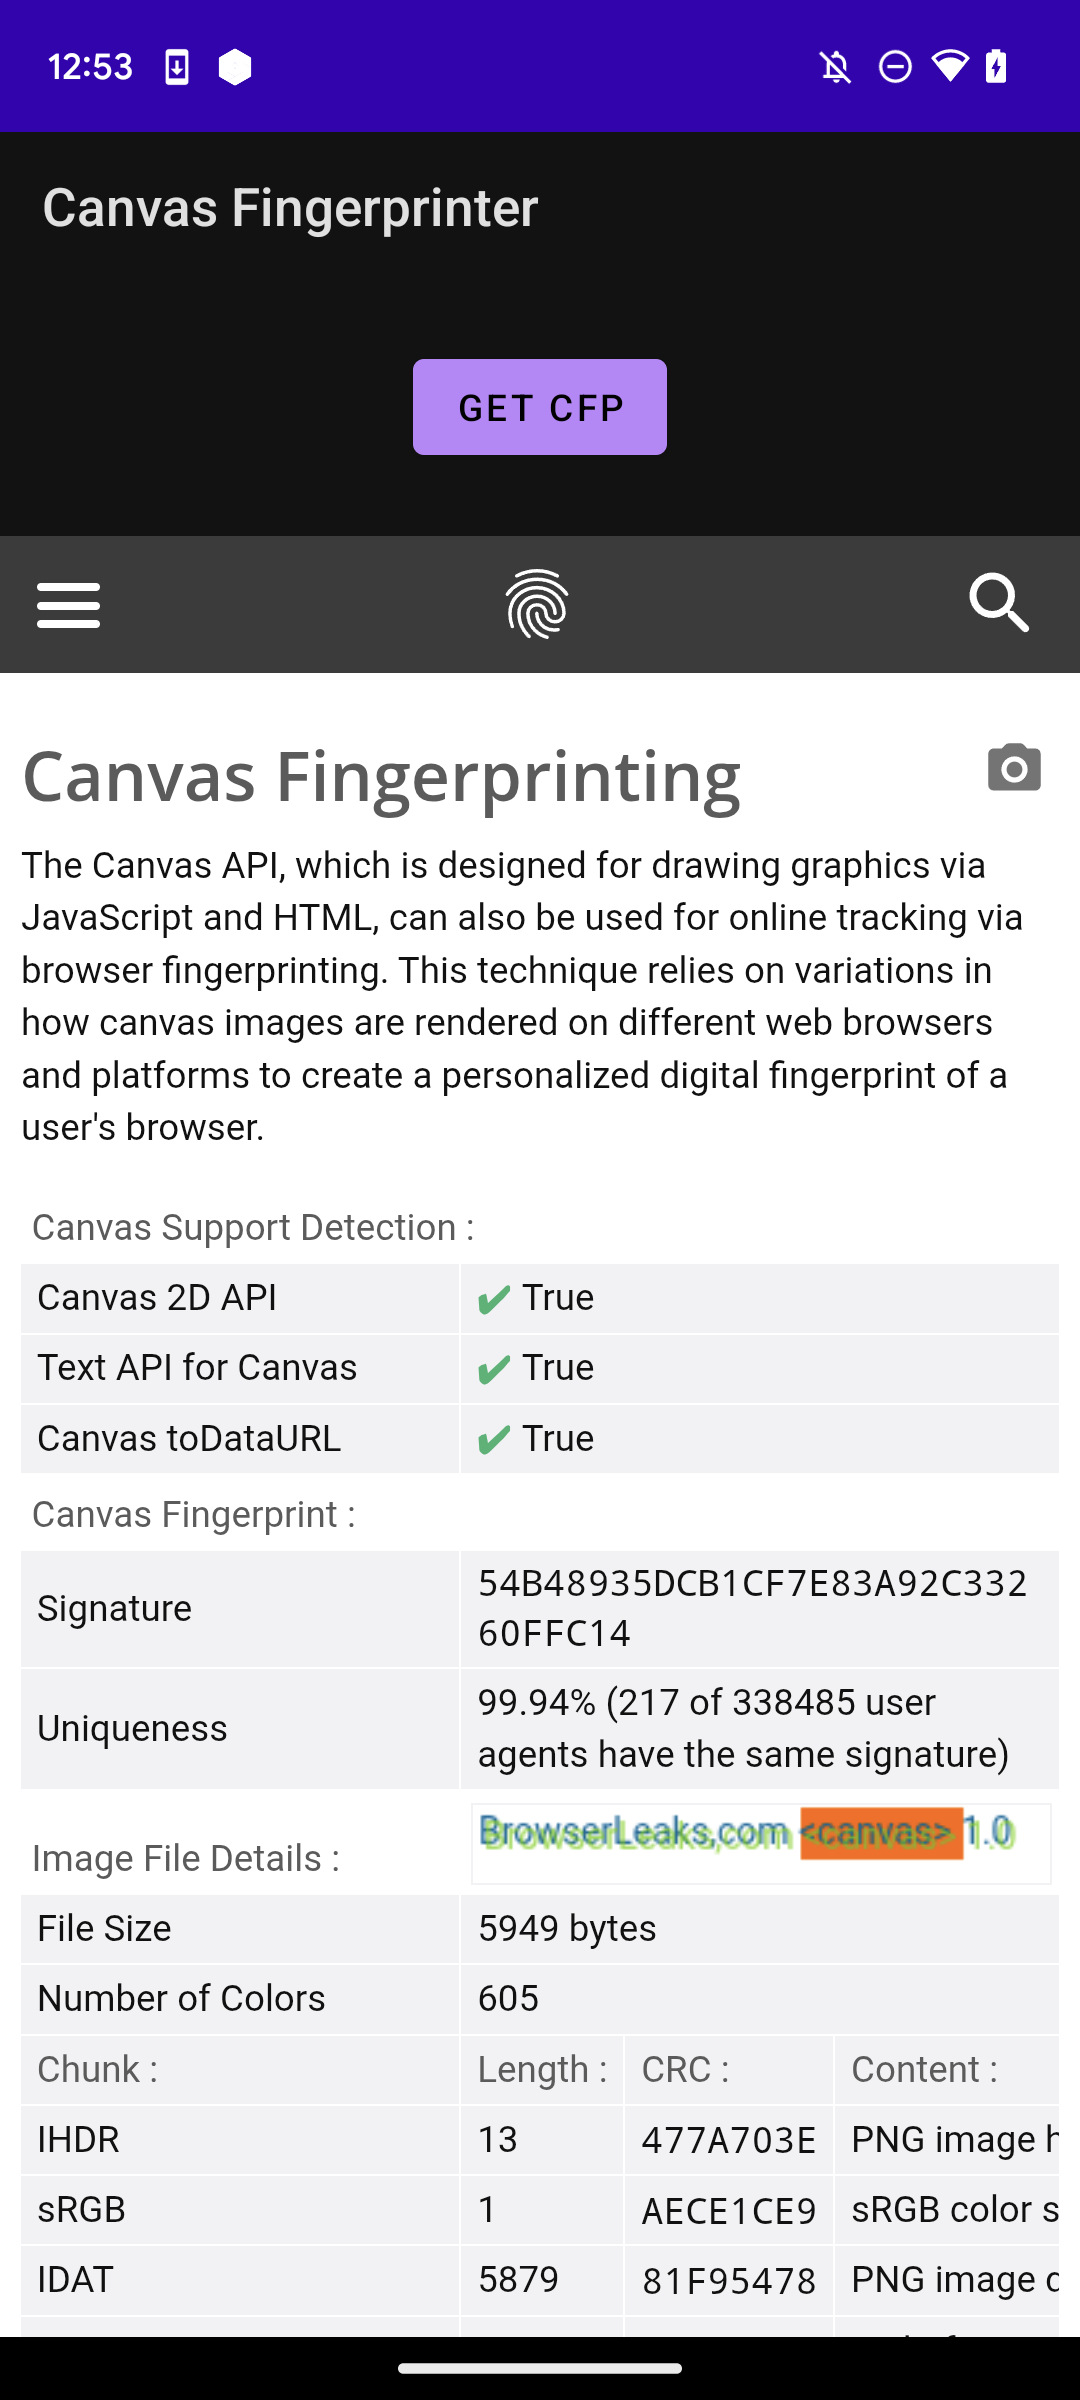 12:53
Canvas Fingerprinter
GET CFP
Canvas Fingerprinting
The Canvas API, which is designed for drawing graphics via
JavaScript and HTML, can also be used for online tracking via
browser fingerprinting. This technique relies on variations in
how canvas images are rendered on different web browsers
and platforms to create a personalized digital fingerprint of a
user's browser.
Canvas Support Detection :
Canvas 2D API ✔ True
Text API for Canvas ✔ True
Canvas toDataURL ✔ True
Canvas Fingerprint :
Signature 54B48935DCB1CF7E83A92C332
60FFC14
Uniqueness 99.94% (217 of 338485 user
agents have the same signature)
Image File Details : BrowserLeaks,com <canvas> 1.0
File Size 5949 bytes
Number of Colors 605
Chunk : Length : CRC : Content :
IHDR 13 477A703E PNG image
sRGB 1 AECE1CE9 sRGB color
IDAT 5879 81F95478 PNG image